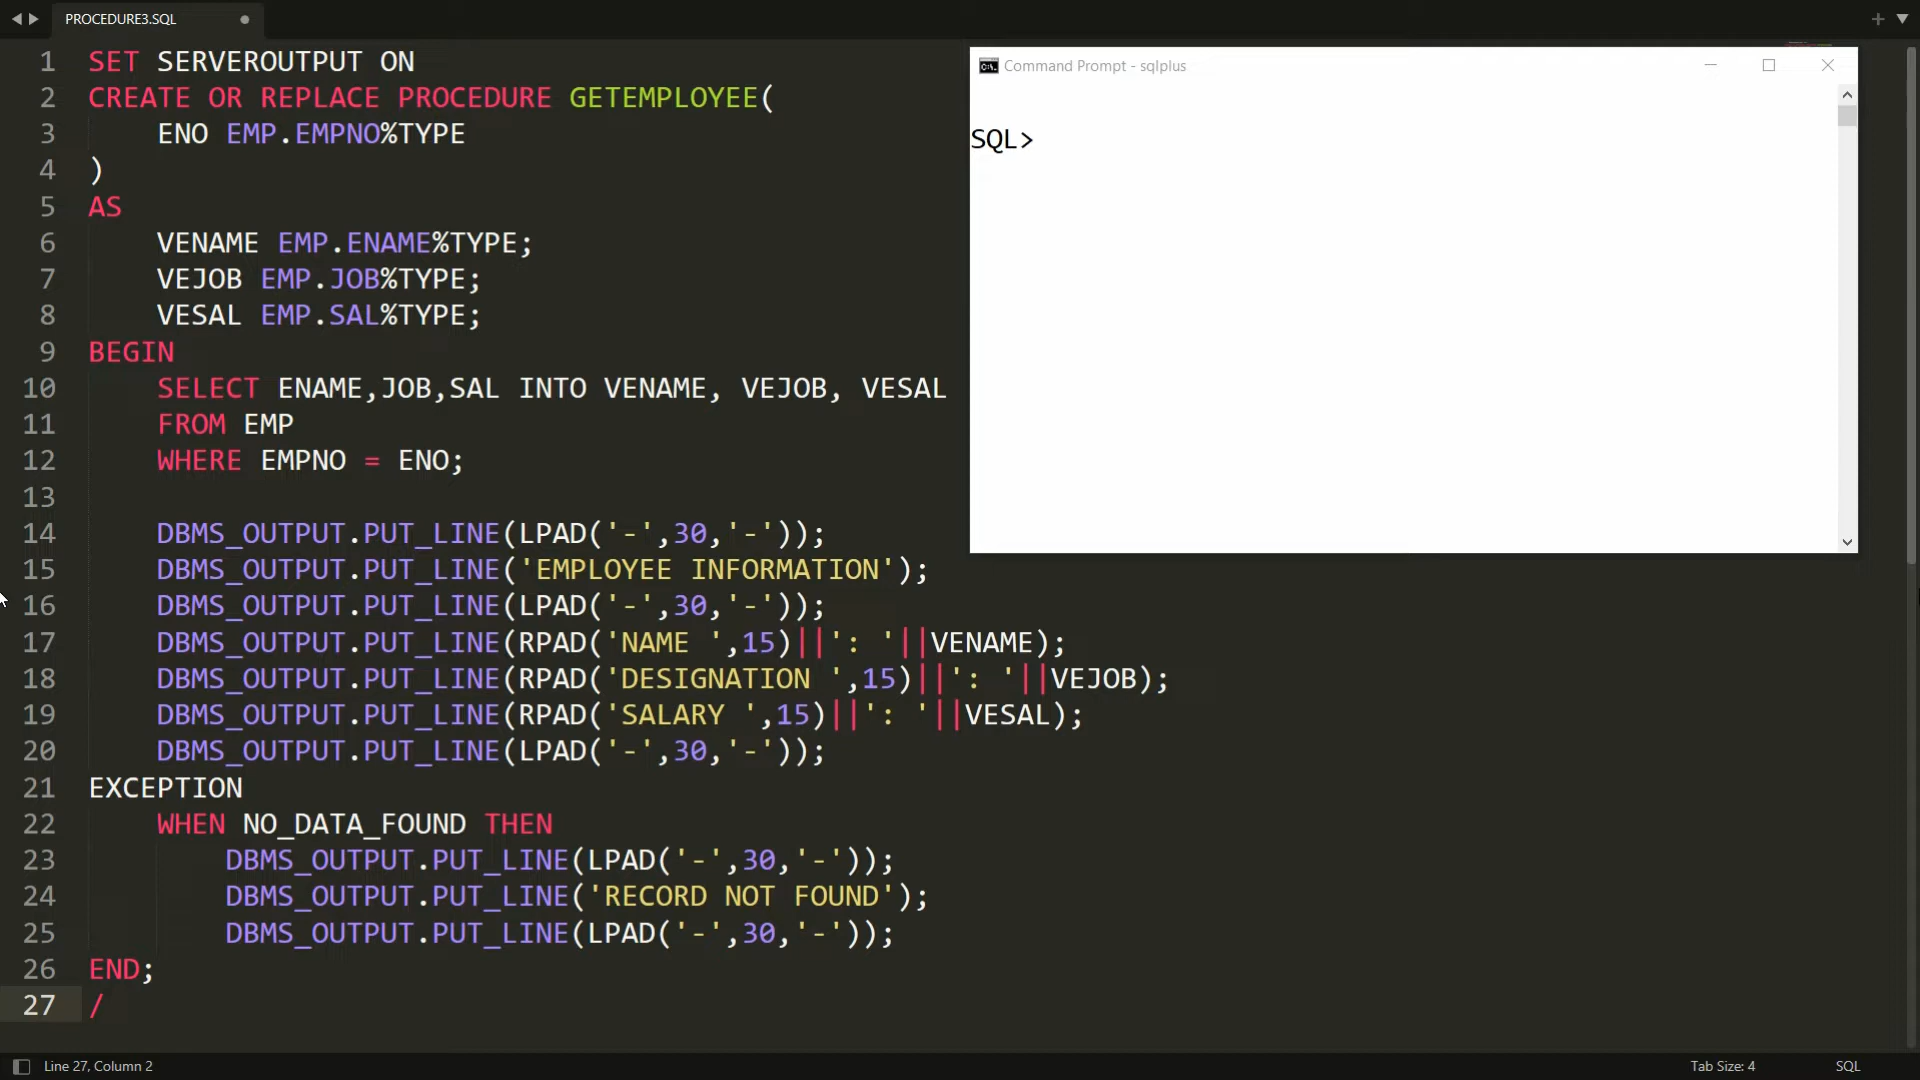 PROCEDURE3.SQL
1 SET SERVEROUTPUT ON
2 CREATE OR REPLACE PROCEDURE GETEMPLOYEE(
3 ENO EMP.EMPNO%TYPE
4 )
5 AS
6 VENAME EMP.ENAME%TYPE;
7 VEJOB EMP.JOB%TYPE;
8 VESAL EMP.SAL%TYPE;
9 BEGIN
10 SELECT ENAME,JOB,SAL INTO VENAME, VEJOB, VESAL
11 FROM EMP
12 WHERE EMPNO = ENO;
13
14 DBMS_OUTPUT.PUT_LINE(LPAD('-',30,'-'));
15 DBMS_OUTPUT.PUT_LINE('EMPLOYEE INFORMATION');
16 DBMS_OUTPUT.PUT_LINE(LPAD('-',30,'-'));
17 DBMS_OUTPUT.PUT_LINE(RPAD('NAME ',15)||': '||VENAME);
18 DBMS_OUTPUT.PUT_LINE(RPAD('DESIGNATION ',15)||': '||VEJOB);
19 DBMS_OUTPUT.PUT_LINE(RPAD('SALARY ',15)||': '||VESAL);
20 DBMS_OUTPUT.PUT_LINE(LPAD('-',30,'-'));
21 EXCEPTION
22 WHEN NO_DATA_FOUND THEN
23 DBMS_OUTPUT.PUT_LINE(LPAD('-',30,'-'));
24 DBMS_OUTPUT.PUT_LINE('RECORD NOT FOUND');
25 DBMS_OUTPUT.PUT_LINE(LPAD('-',30,'-'));
26 END;
27 /
Command Prompt - sqlplus
SQL>
Line 27, Column 2
Tab Size: 4
SQL